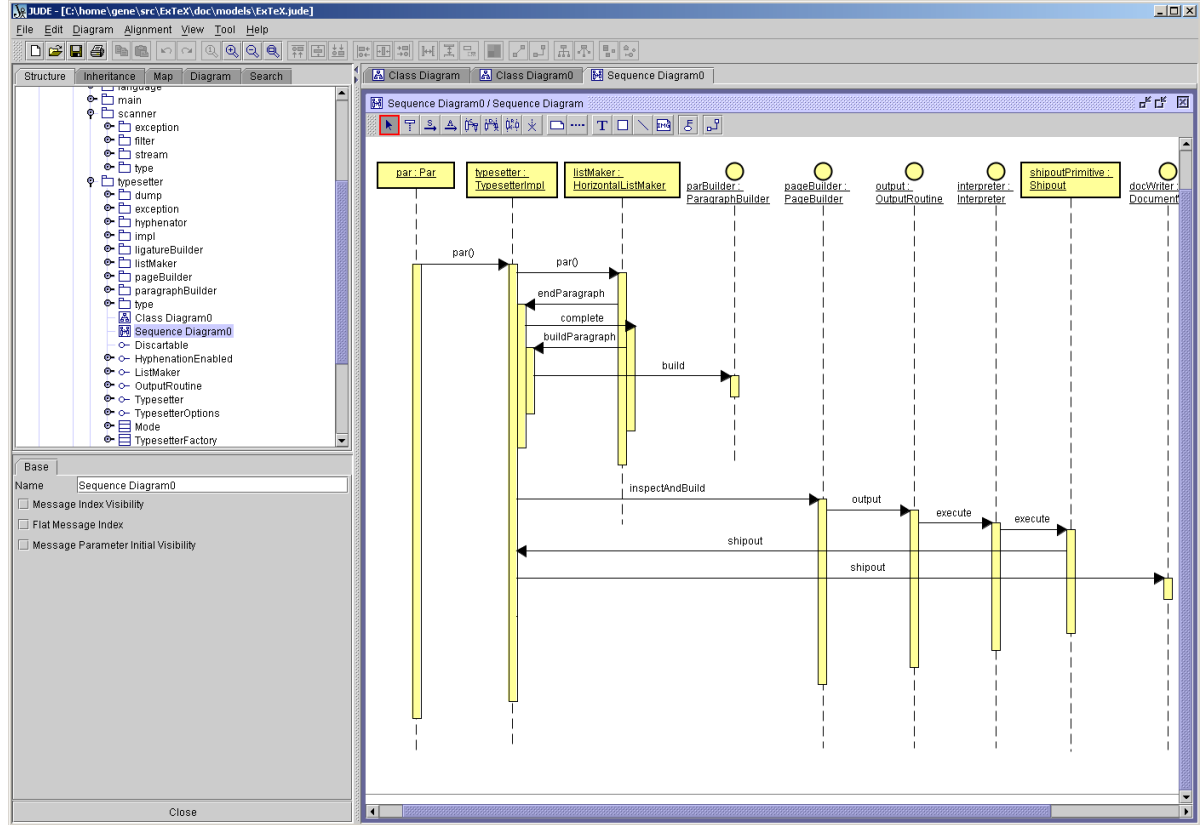 JUDE - [C:\home\gene\src\ExTeX\doc\models\ExTeX.jude]
File Edit Diagram Alignment View Tool Help
Structure Inheritance Map Diagram Search
language
main
scanner
exception
filter
stream
type
typesetter
dump
exception
hyphenator
impl
ligatureBuilder
listMaker
pageBuilder
paragraphBuilder
type
Class Diagram0
Sequence Diagram0
Discartable
HyphenationEnabled
ListMaker
OutputRoutine
Typesetter
TypesetterOptions
Mode
TypesetterFactory
Base
Name Sequence Diagram0
Message Index Visibility
Flat Message Index
Message Parameter Initial Visibility
Close
Class Diagram Class Diagram0 Sequence Diagram0
Sequence Diagram0 / Sequence Diagram
T IMG
par : Par
typesetter :
TypesetterImpl
listMaker :
HorizontalListMaker
parBuilder :
ParagraphBuilder
pageBuilder :
PageBuilder
output :
OutputRoutine
interpreter :
Interpreter
shipoutPrimitive :
Shipout
docWriter :
par()
par()
endParagraph
complete
buildParagraph
build
inspectAndBuild
output
execute
execute
shipout
shipout